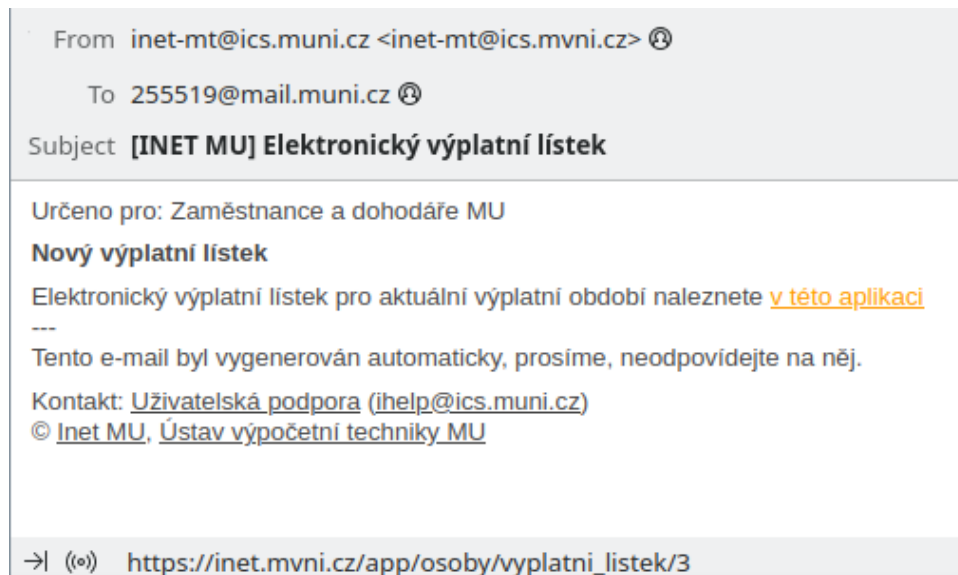 From inet-mt@ics.muni.cz <inet-mt@ics.mvni.cz>
To 255519@mail.muni.cz
Subject [INET MU] Elektronický výplatní lístek
Určeno pro: Zaměstnance a dohodáře MU
Nový výplatní lístek
Elektronický výplatní lístek pro aktuální výplatní období naleznete v této aplikaci
---
Tento e-mail byl vygenerován automaticky, prosíme, neodpovídejte na něj.
Kontakt: Uživatelská podpora (ihelp@ics.muni.cz)
© Inet MU, Ústav výpočetní techniky MU
https://inet.mvni.cz/app/osoby/vyplatni_listek/3